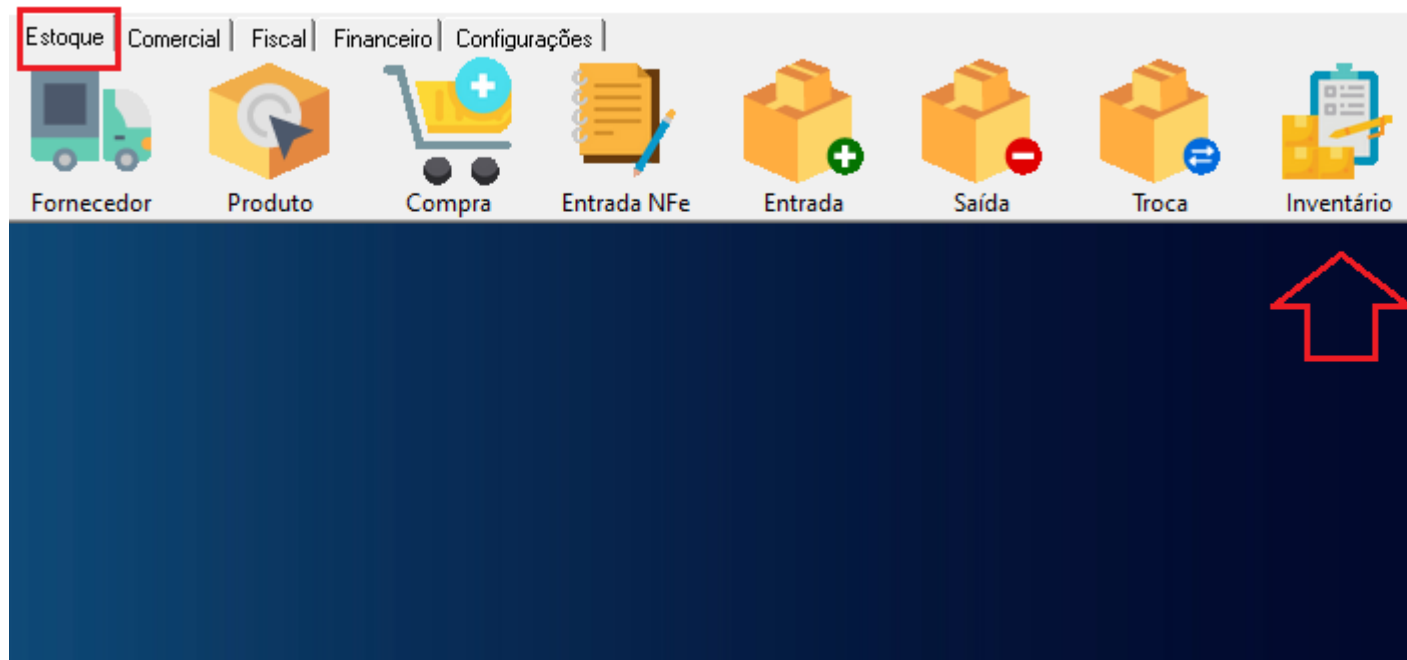 Estoque Comercial Fiscal Financeiro Configurações
Fornecedor Produto Compra Entrada NFe Entrada Saída Troca Inventário